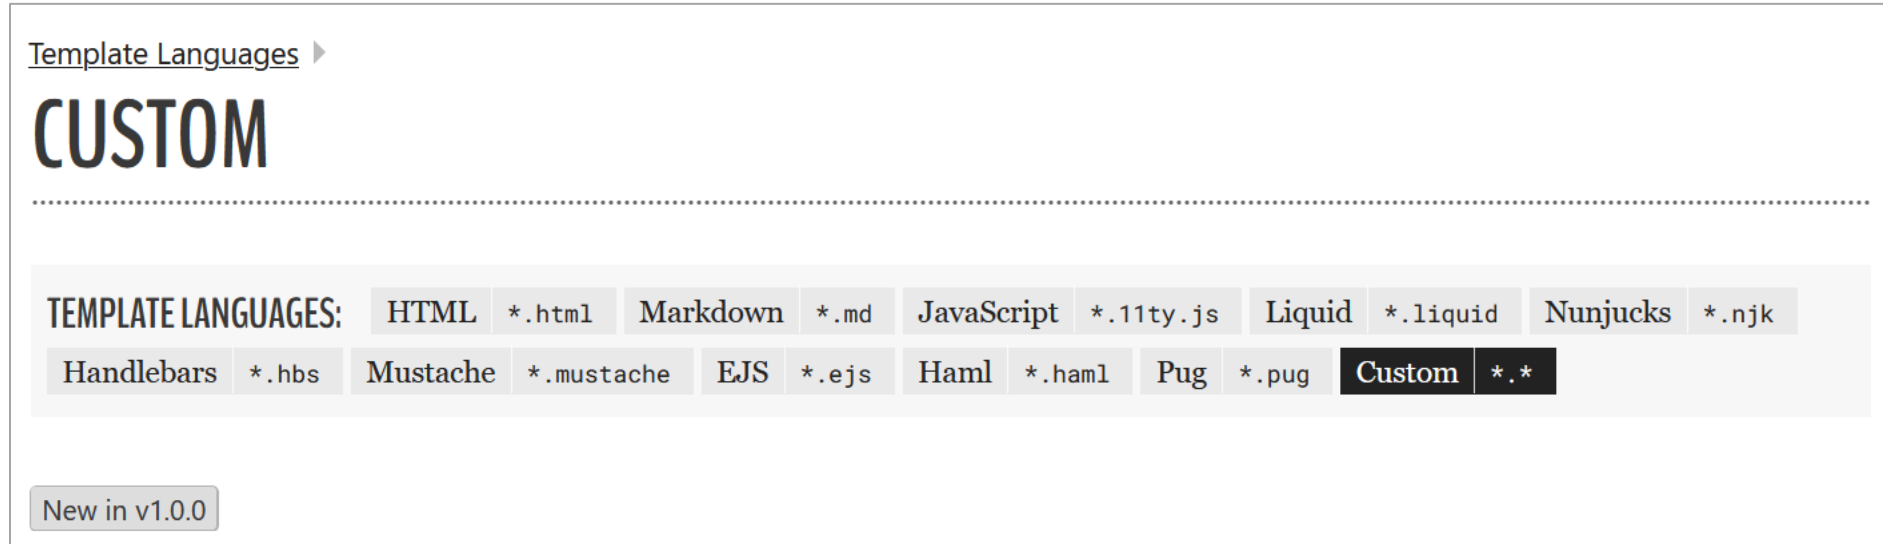 Template Languages
CUSTOM
TEMPLATE LANGUAGES: HTML *.html Markdown *.md JavaScript *.11ty.js Liquid *.liquid Nunjucks *.njk
Handlebars *.hbs Mustache *.mustache EJS *.ejs Haml *.haml Pug *.pug Custom *.*
New in v1.0.0